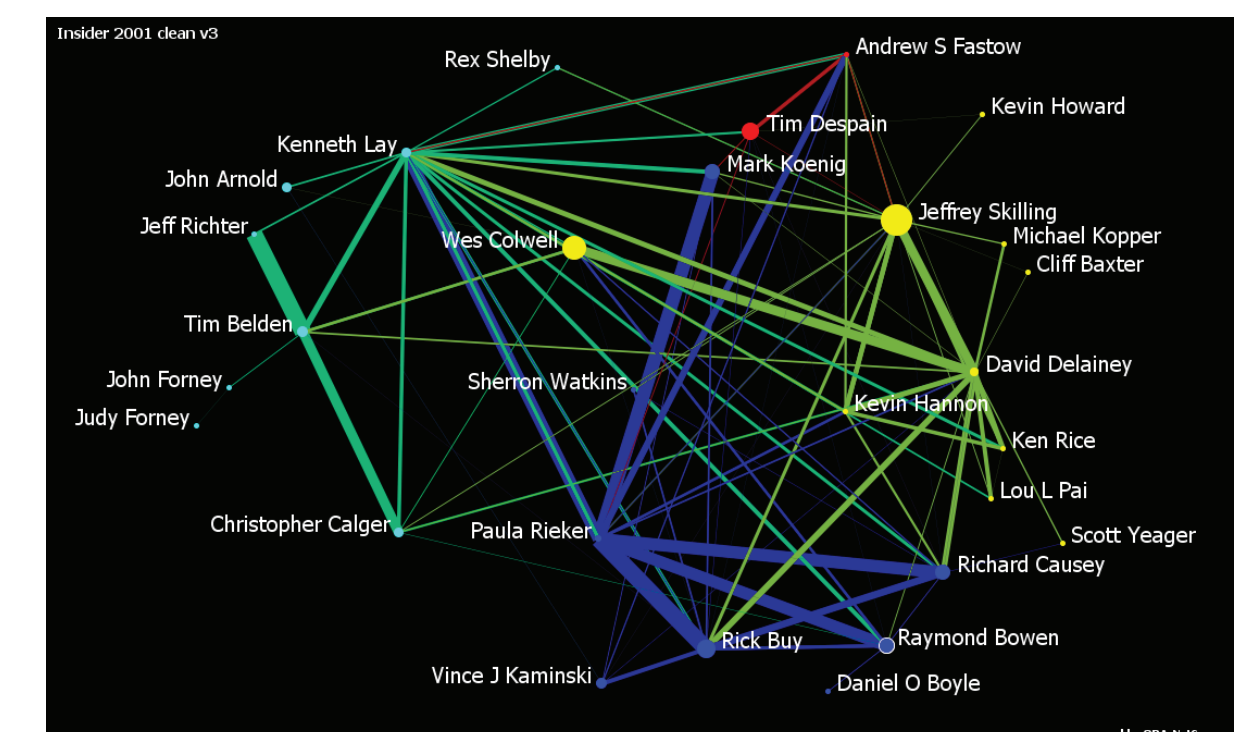 Insider 2001 clean v3
Andrew S Fastow
Rex Shelby
Kevin Howard
Tim Despain
Kenneth Lay
Mark Koenig
John Arnold
Jeffrey Skilling
Jeff Richter
Michael Kopper
Wes Colwell
Cliff Baxter
Tim Belden
David Delainey
John Forney
Sherron Watkins
Kevin Hannon
Judy Forney
Ken Rice
Lou L Pai
Christopher Calger
Paula Rieker
Scott Yeager
Richard Causey
Rick Buy
Raymond Bowen
Vince J Kaminski
Daniel O Boyle